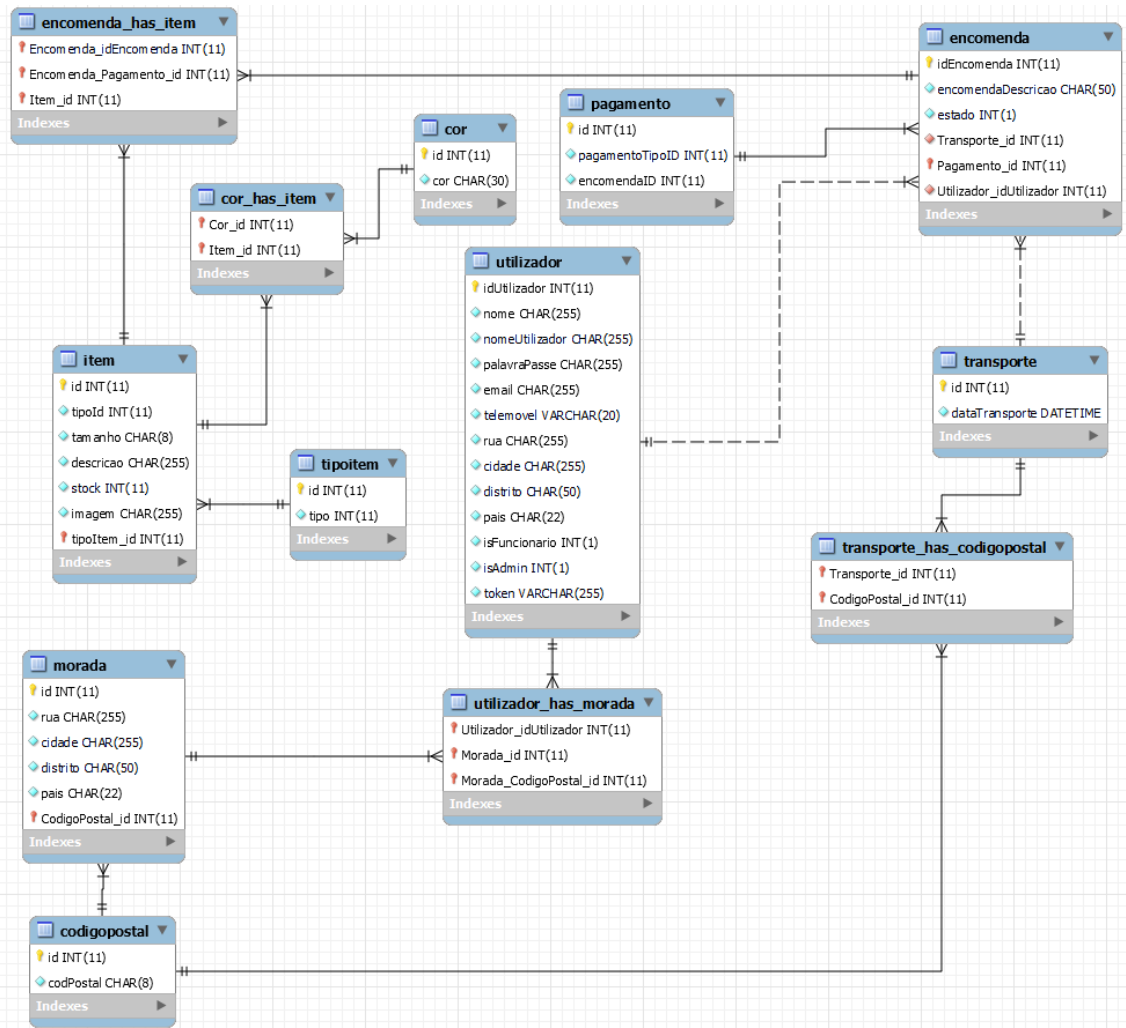 encomenda_has_item
Encomenda_idEncomenda INT(11)
Encomenda_Pagamento_id INT(11)
Item_id INT(11)
Indexes
encomenda
idEncomenda INT(11)
encomendaDescricao CHAR(50)
estado INT(1)
Transporte_id INT(11)
Pagamento_id INT(11)
Utilizador_idUtilizador INT(11)
Indexes
pagamento
id INT(11)
pagamentoTipoID INT(11)
encomendaID INT(11)
Indexes
cor
id INT(11)
cor CHAR(30)
Indexes
cor_has_item
Cor_id INT(11)
Item_id INT(11)
Indexes
utilizador
idUtilizador INT(11)
nome CHAR(255)
nomeUtilizador CHAR(255)
palavraPasse CHAR(255)
email CHAR(255)
telemovel VARCHAR(20)
rua CHAR(255)
cidade CHAR(255)
distrito CHAR(50)
pais CHAR(22)
isFuncionario INT(1)
isAdmin INT(1)
token VARCHAR(255)
Indexes
item
id INT(11)
tipoId INT(11)
tamanho CHAR(8)
descricao CHAR(255)
stock INT(11)
imagem CHAR(255)
tipoItem_id INT(11)
Indexes
tipoitem
id INT(11)
tipo INT(11)
Indexes
transporte
id INT(11)
dataTransporte DATETIME
Indexes
transporte_has_codigopostal
Transporte_id INT(11)
CodigoPostal_id INT(11)
Indexes
morada
id INT(11)
rua CHAR(255)
cidade CHAR(255)
distrito CHAR(50)
pais CHAR(22)
CodigoPostal_id INT(11)
Indexes
utilizador_has_morada
Utilizador_idUtilizador INT(11)
Morada_id INT(11)
Morada_CodigoPostal_id INT(11)
Indexes
codigopostal
id INT(11)
codPostal CHAR(8)
Indexes